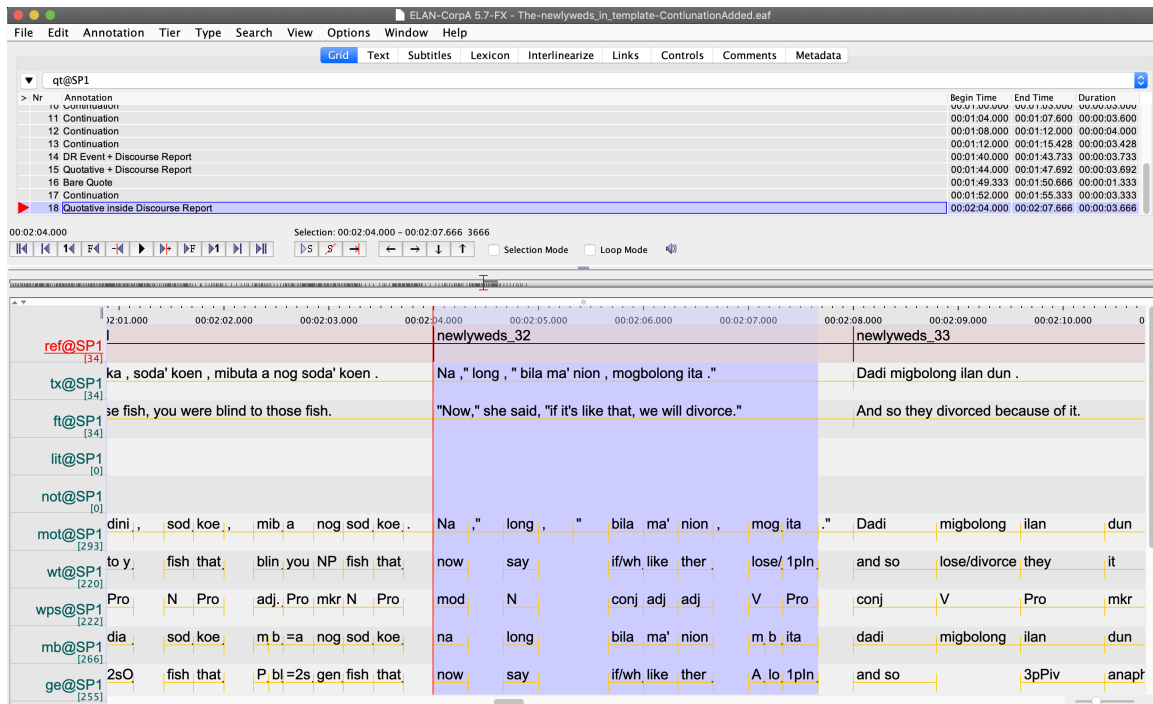 ELAN-CorpA 5.7-FX - The-newlyweds_in_template-ContiunationAdded.eaf
File Edit Annotation Tier Type Search View Options Window Help
Grid Text Subtitles Lexicon Interlinearize Links Controls Comments Metadata
qt@SP1
> Nr Annotation Begin Time End Time Duration
10 Continuation 00:01:00.000 00:01:03.000 00:00:03.000
11 Continuation 00:01:04.000 00:01:07.600 00:00:03.600
12 Continuation 00:01:08.000 00:01:12.000 00:00:04.000
13 Continuation 00:01:12.000 00:01:15.428 00:00:03.428
14 DR Event + Discourse Report 00:01:40.000 00:01:43.733 00:00:03.733
15 Quotative + Discourse Report 00:01:44.000 00:01:47.692 00:00:03.692
16 Bare Quote 00:01:49.333 00:01:50.666 00:00:01.333
17 Continuation 00:01:52.000 00:01:55.333 00:00:03.333
18 Quotative inside Discourse Report 00:02:04.000 00:02:07.666 00:00:03.666
00:02:04.000 Selection: 00:02:04.000 - 00:02:07.666 3666
Selection Mode Loop Mode
02:01.000 00:02:02.000 00:02:03.000 00:02:04.000 00:02:05.000 00:02:06.000 00:02:07.000 00:02:08.000 00:02:09.000 00:02:10.000 0
ref@SP1 newlyweds_32 newlyweds_33
[34]
tx@SP1 ka , soda' koen , mibuta a nog soda' koen . Na ," long , " bila ma' nion , mogbolong ita ." Dadi migbolong ilan dun .
[34]
ft@SP1 se fish, you were blind to those fish. "Now," she said, "if it's like that, we will divorce." And so they divorced because of it.
[34]
lit@SP1
[0]
not@SP1
[0]
mot@SP1 dini , sod koe , mib a nog sod koe . Na ," long , " bila ma' nion , mog ita ." Dadi migbolong ilan dun
[293]
wt@SP1 to y fish that blin you NP fish that now say if/wh like ther lose/ 1pIn and so lose/divorce they it
[220]
wps@SP1 Pro N Pro adj. Pro mkr N Pro mod N conj adj adj V Pro conj V Pro mkr
[222]
mb@SP1 dia sod koe m b =a nog sod koe na long bila ma' nion m b ita dadi migbolong ilan dun
[266]
ge@SP1 2sO fish that P bl =2s gen fish that now say if/wh like ther A lo 1pIn and so 3pPiv anaph
[255]